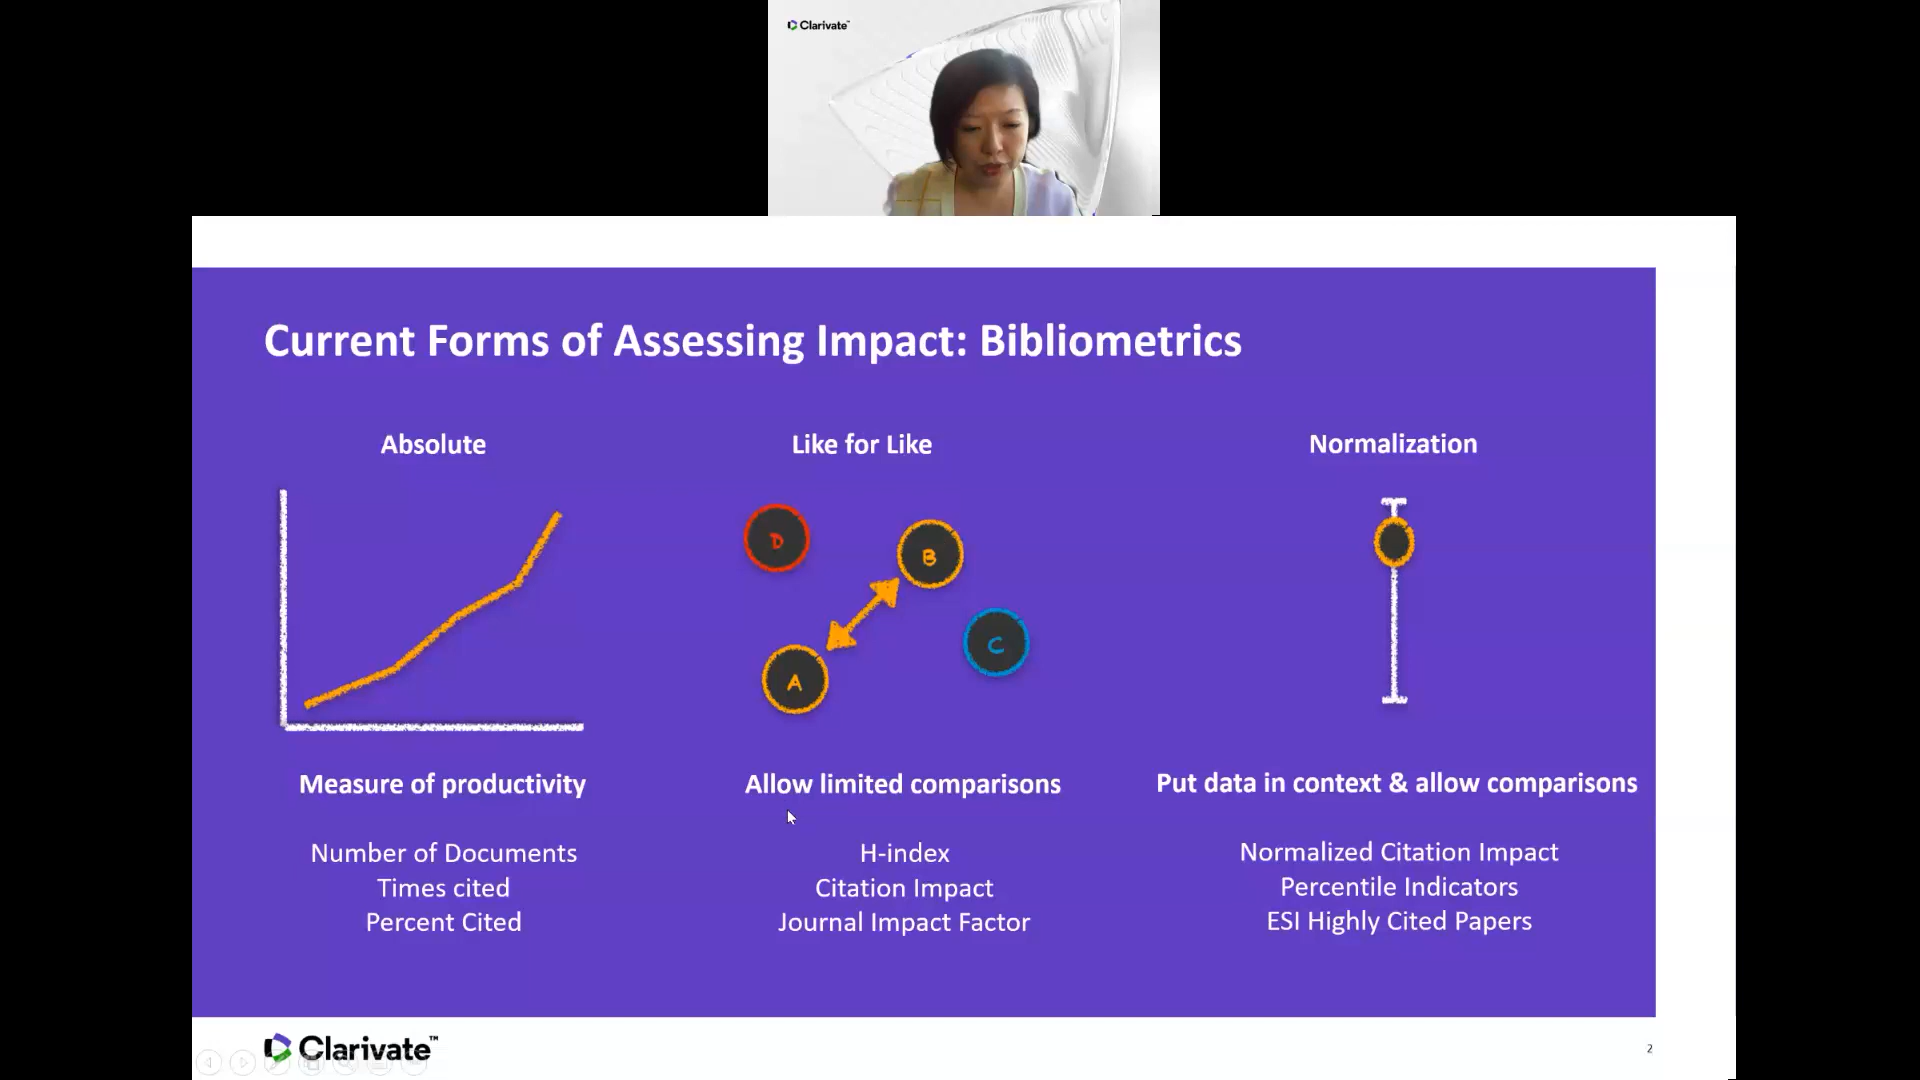 Clarivate™
Current Forms of Assessing Impact: Bibliometrics
Absolute
Like for Like
Normalization
D
B
C
A
Measure of productivity
Allow limited comparisons
Put data in context & allow comparisons
Number of Documents
Times cited
Percent Cited
H-index
Citation Impact
Journal Impact Factor
Normalized Citation Impact
Percentile Indicators
ESI Highly Cited Papers
Clarivate™
2